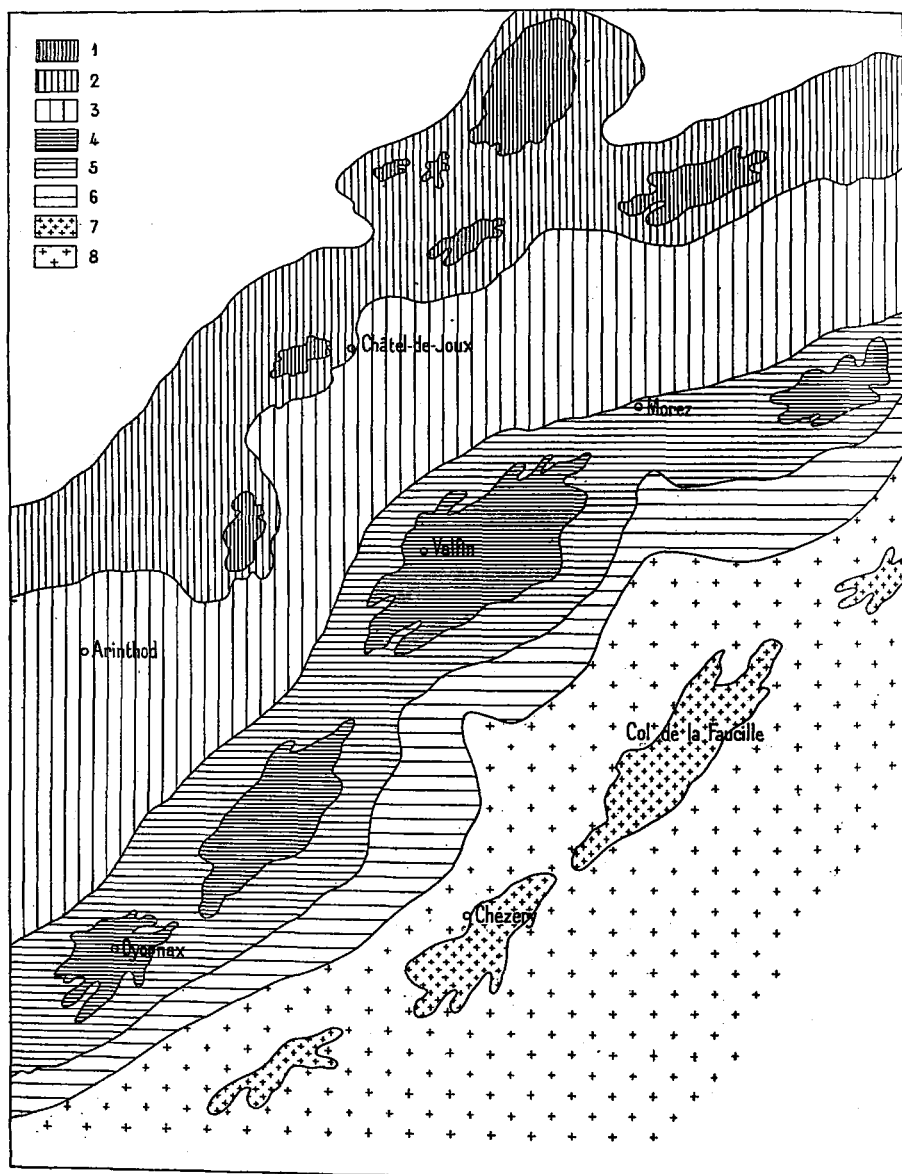 1
2
3
4
5
6
7
8
Châtel-de-Joux
Morez
Valfin
Arinthod
Col de la Faucille
Chézery
Oyonnax